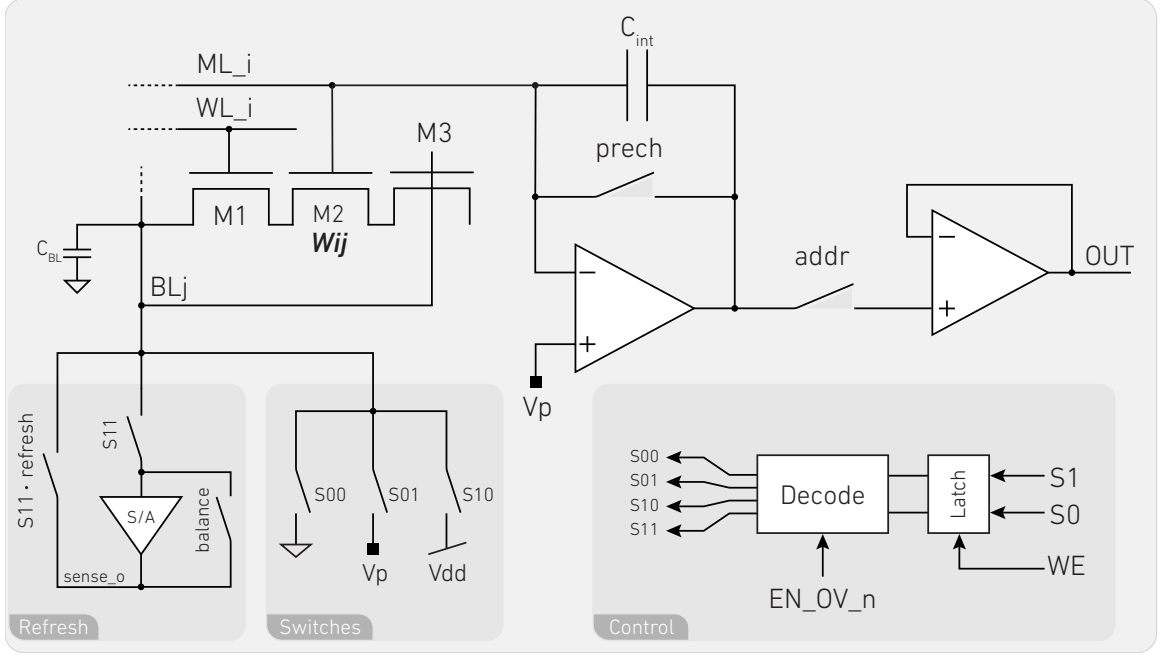 C_int
ML_i
WL_i
M3
prech
M1
M2
Wij
C_BL
BLj
−
+
Vp
addr
−
+
OUT
S11 · refresh
S11
S/A
balance
sense_o
Refresh
S00
S01
S10
Vp
Vdd
Switches
S00
S01
S10
S11
Decode
Latch
S1
S0
WE
EN_OV_n
Control